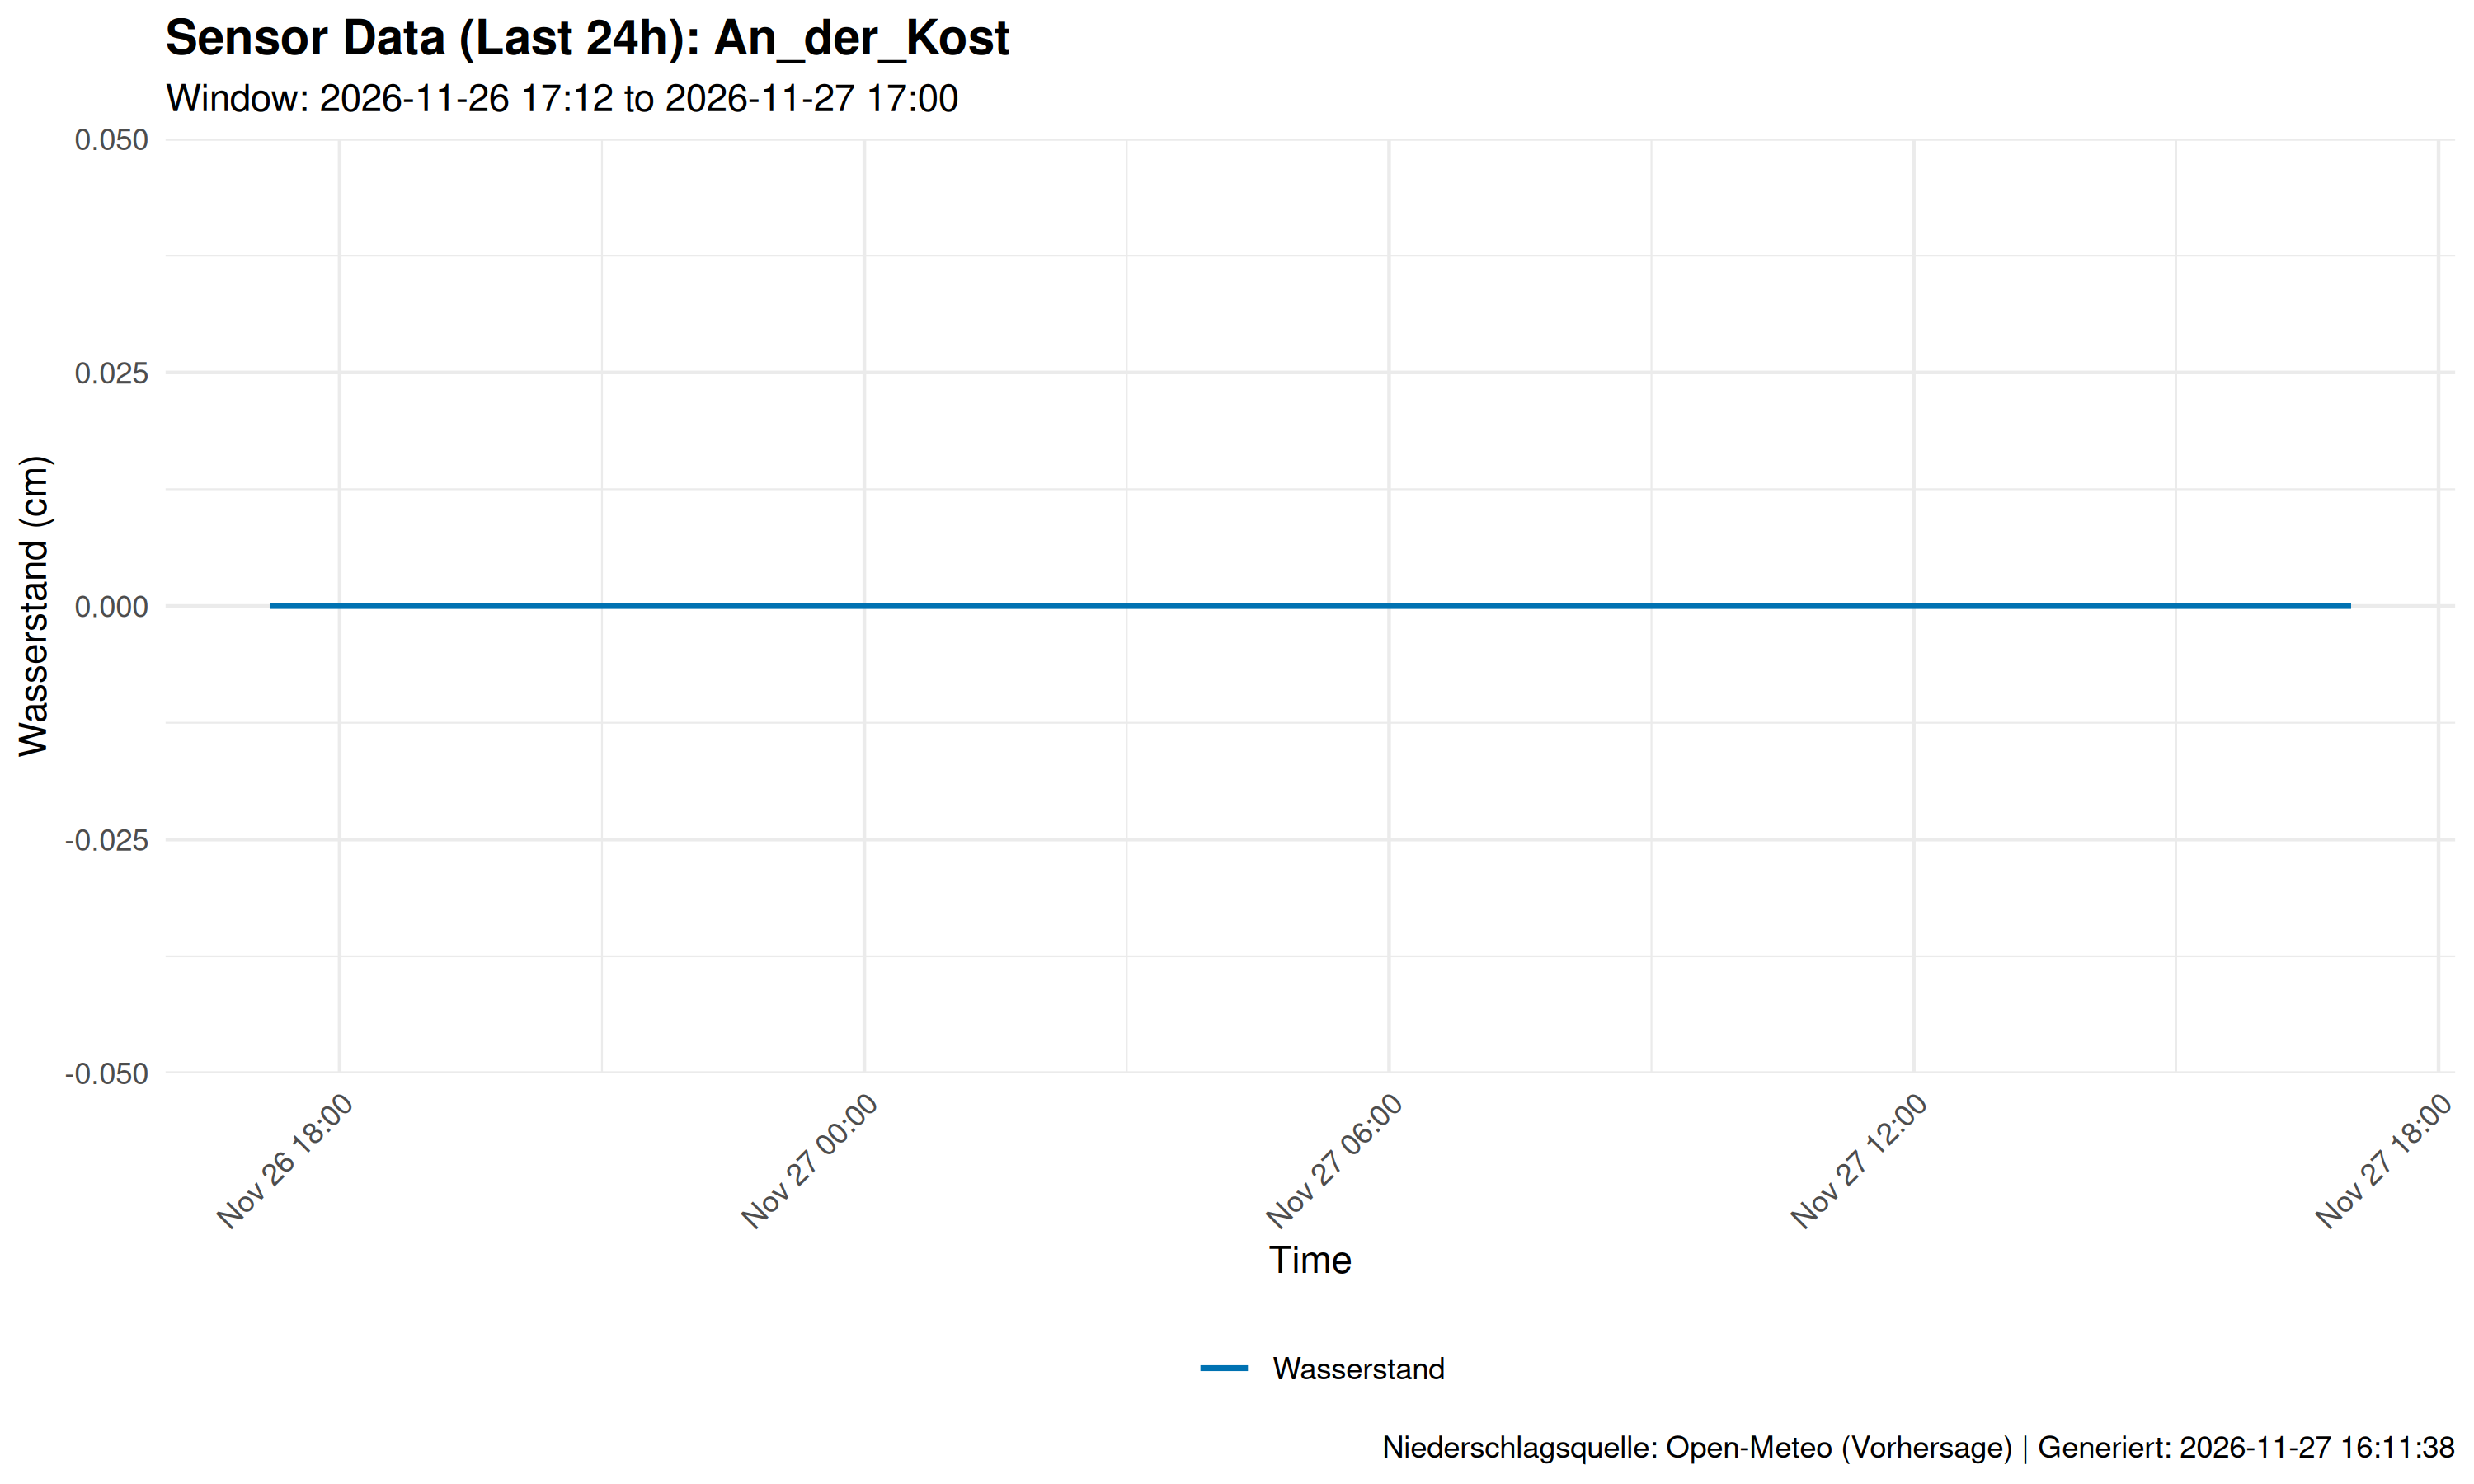 Sensor Data (Last 24h): An_der_Kost
Window: 2026-11-26 17:12 to 2026-11-27 17:00
Wasserstand (cm)
0.050
0.025
0.000
-0.025
-0.050
Nov 26 18:00
Nov 27 00:00
Nov 27 06:00
Nov 27 12:00
Nov 27 18:00
Time
Wasserstand
Niederschlagsquelle: Open-Meteo (Vorhersage) | Generiert: 2026-11-27 16:11:38